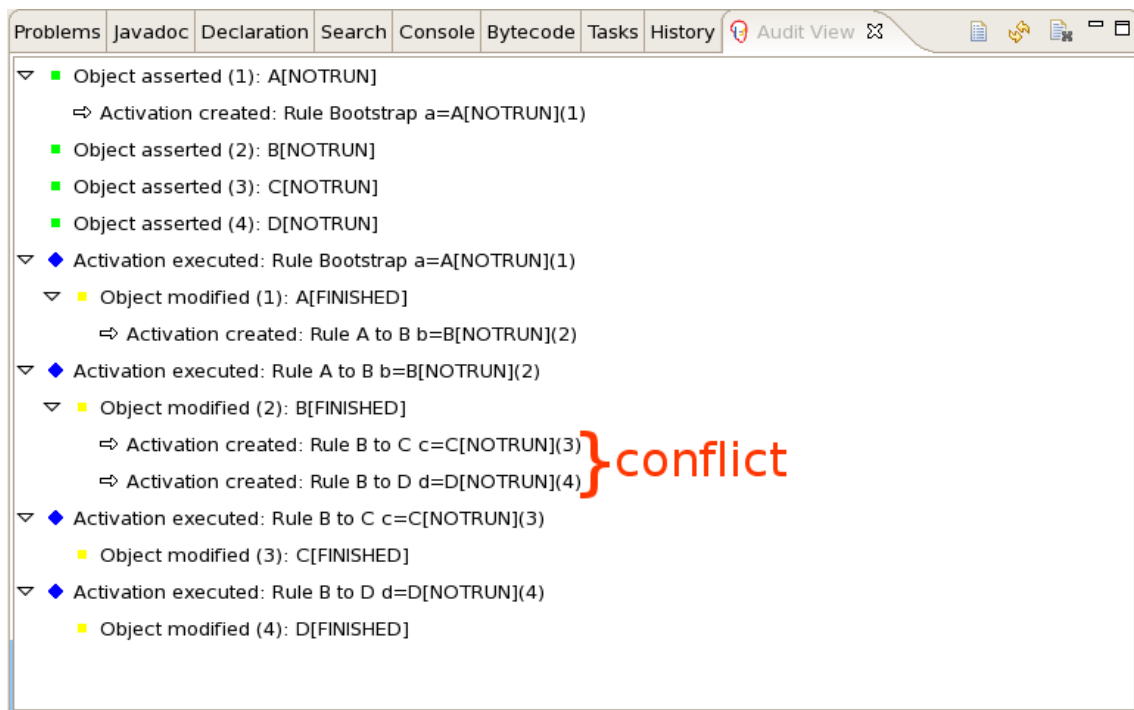 Problems Javadoc Declaration Search Console Bytecode Tasks History Audit View
Object asserted (1): A[NOTRUN]
Activation created: Rule Bootstrap a=A[NOTRUN](1)
Object asserted (2): B[NOTRUN]
Object asserted (3): C[NOTRUN]
Object asserted (4): D[NOTRUN]
Activation executed: Rule Bootstrap a=A[NOTRUN](1)
Object modified (1): A[FINISHED]
Activation created: Rule A to B b=B[NOTRUN](2)
Activation executed: Rule A to B b=B[NOTRUN](2)
Object modified (2): B[FINISHED]
Activation created: Rule B to C c=C[NOTRUN](3)
Activation created: Rule B to D d=D[NOTRUN](4)
conflict
Activation executed: Rule B to C c=C[NOTRUN](3)
Object modified (3): C[FINISHED]
Activation executed: Rule B to D d=D[NOTRUN](4)
Object modified (4): D[FINISHED]